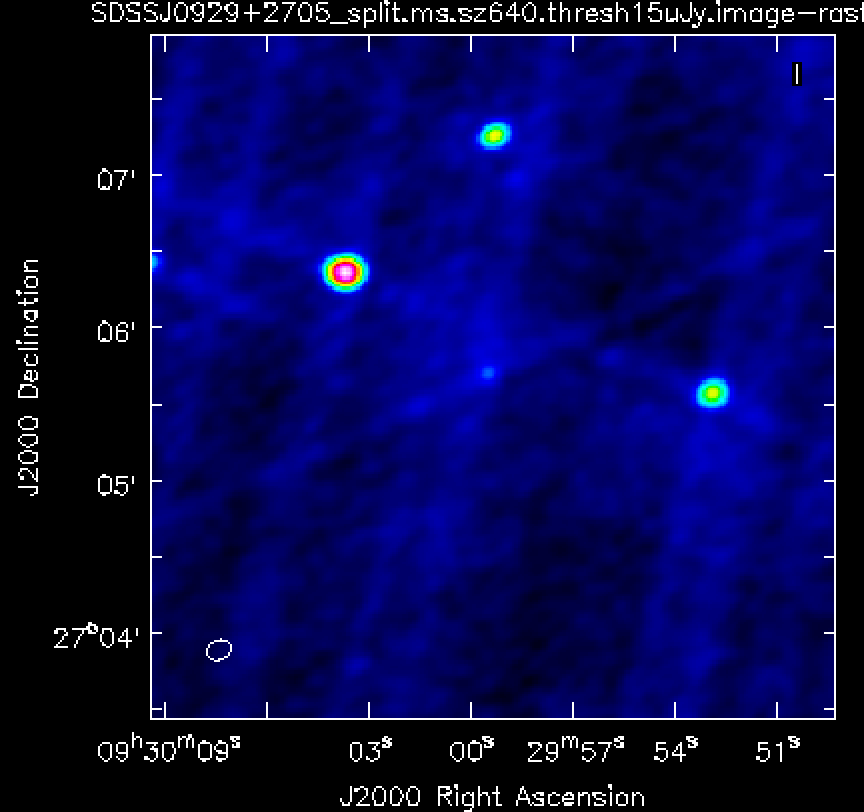 SDSSJ0929+2705_split.ms.sz640.thresh15uJy.image-rast
I
07'
06'
05'
27°04'
J2000 Declination
09ʰ30ᵐ09ˢ 03ˢ 00ˢ 29ᵐ57ˢ 54ˢ 51ˢ
J2000 Right Ascension